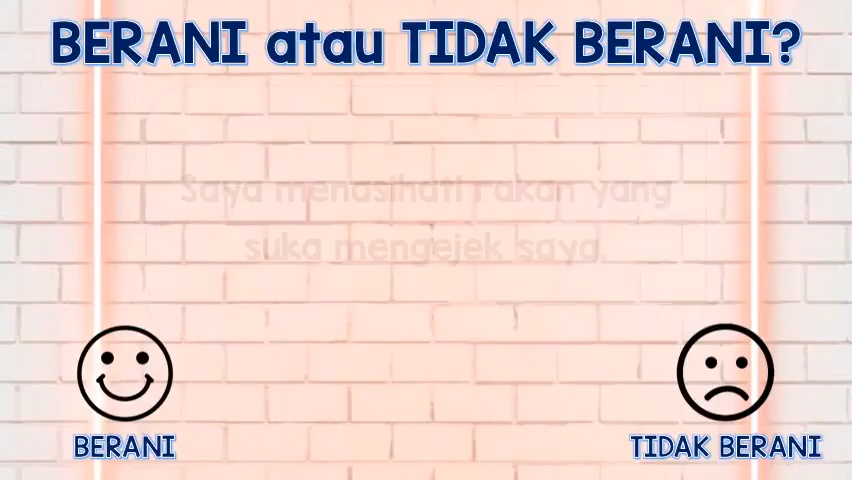 BERANI atau TIDAK BERANI?
Saya menasihati rakan yang
suka mengejek saya.
BERANI
TIDAK BERANI